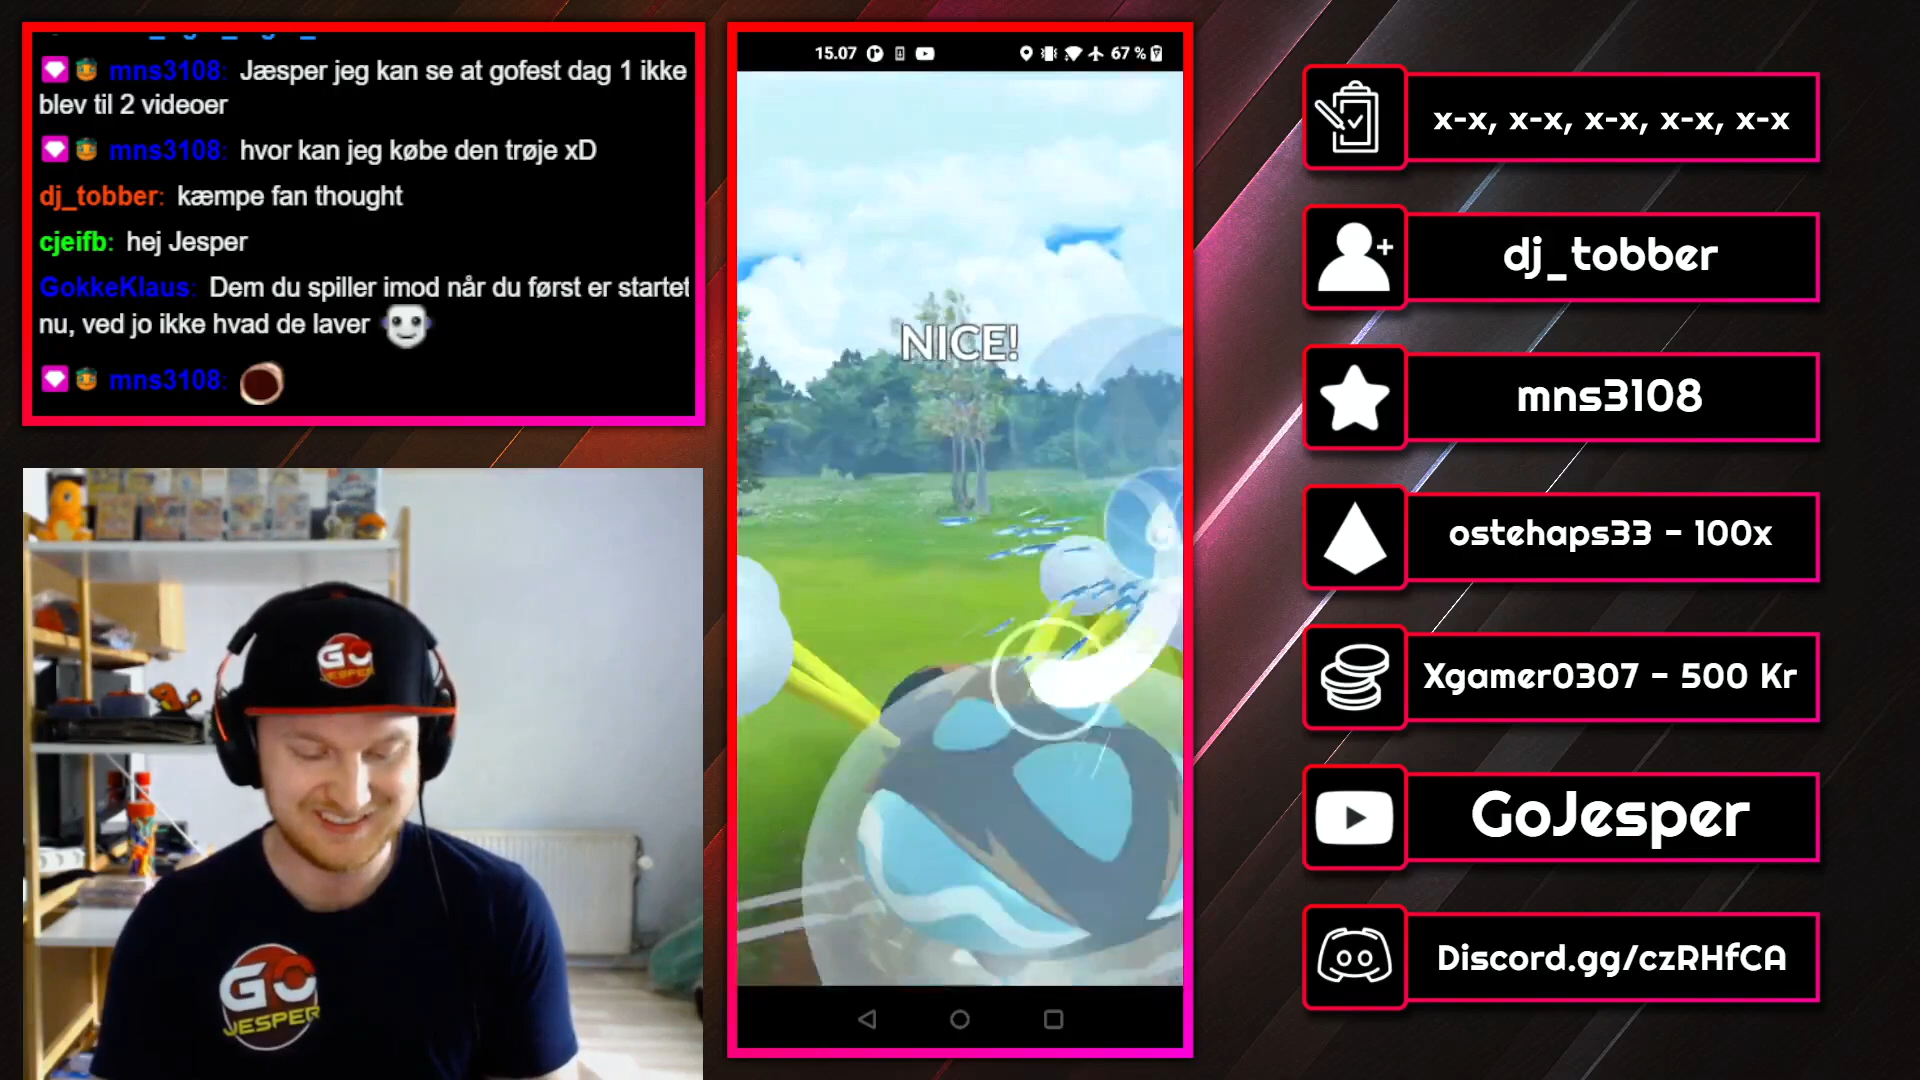 mns3108: Jæsper jeg kan se at gofest dag 1 ikke
blev til 2 videoer
mns3108: hvor kan jeg købe den trøje xD
dj_tobber: kæmpe fan thought
cjeifb: hej Jesper
GokkeKlaus: Dem du spiller imod når du først er startet
nu, ved jo ikke hvad de laver
mns3108:
GO
JESPER
GO
JESPER
15.07
67 %
NICE!
x-x, x-x, x-x, x-x, x-x
dj_tobber
mns3108
ostehaps33 - 100x
Xgamer0307 - 500 Kr
GoJesper
Discord.gg/czRHfCA